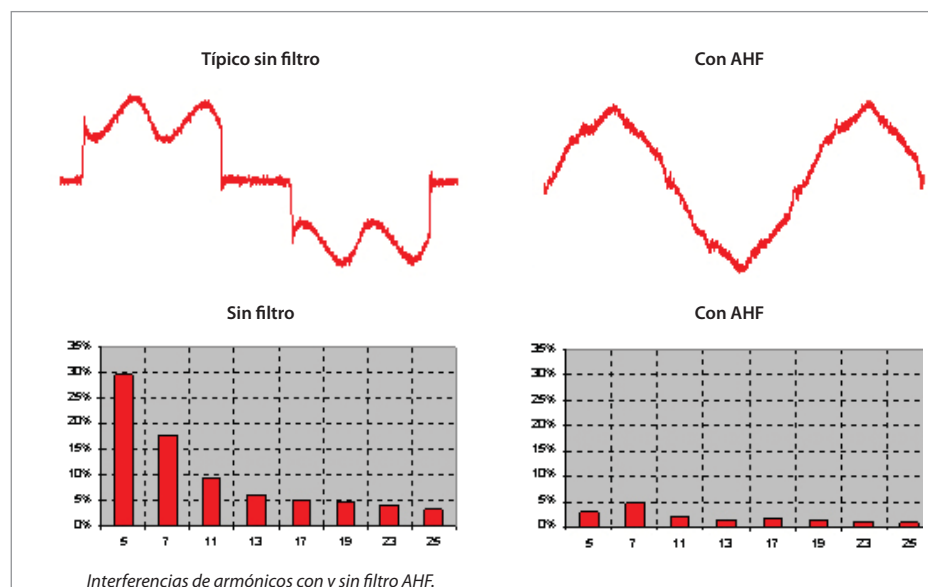 Típico sin filtro
Con AHF
Sin filtro
35%
30%
25%
20%
15%
10%
5%
0%
5 7 11 13 17 19 23 25
Con AHF
35%
30%
25%
20%
15%
10%
5%
0%
5 7 11 13 17 19 23 25
Interferencias de armónicos con y sin filtro AHF.